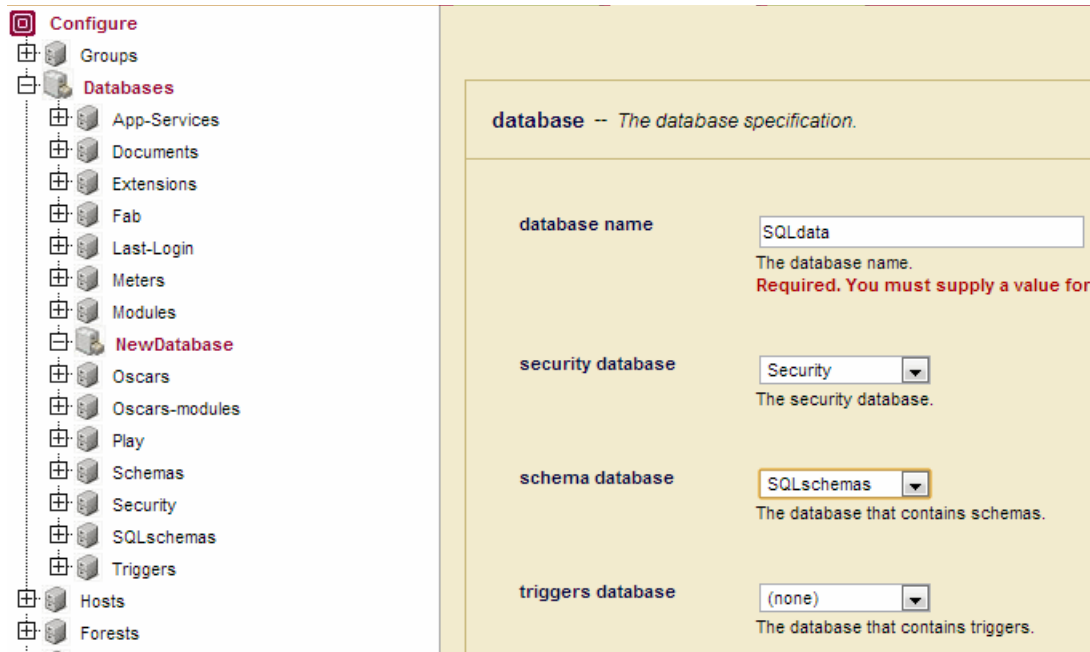 Configure
Groups
Databases
App-Services
Documents
Extensions
Fab
Last-Login
Meters
Modules
NewDatabase
Oscars
Oscars-modules
Play
Schemas
Security
SQLschemas
Triggers
Hosts
Forests
database -- The database specification.
database name
SQLdata
The database name.
Required. You must supply a value for
security database
Security
The security database.
schema database
SQLschemas
The database that contains schemas.
triggers database
(none)
The database that contains triggers.